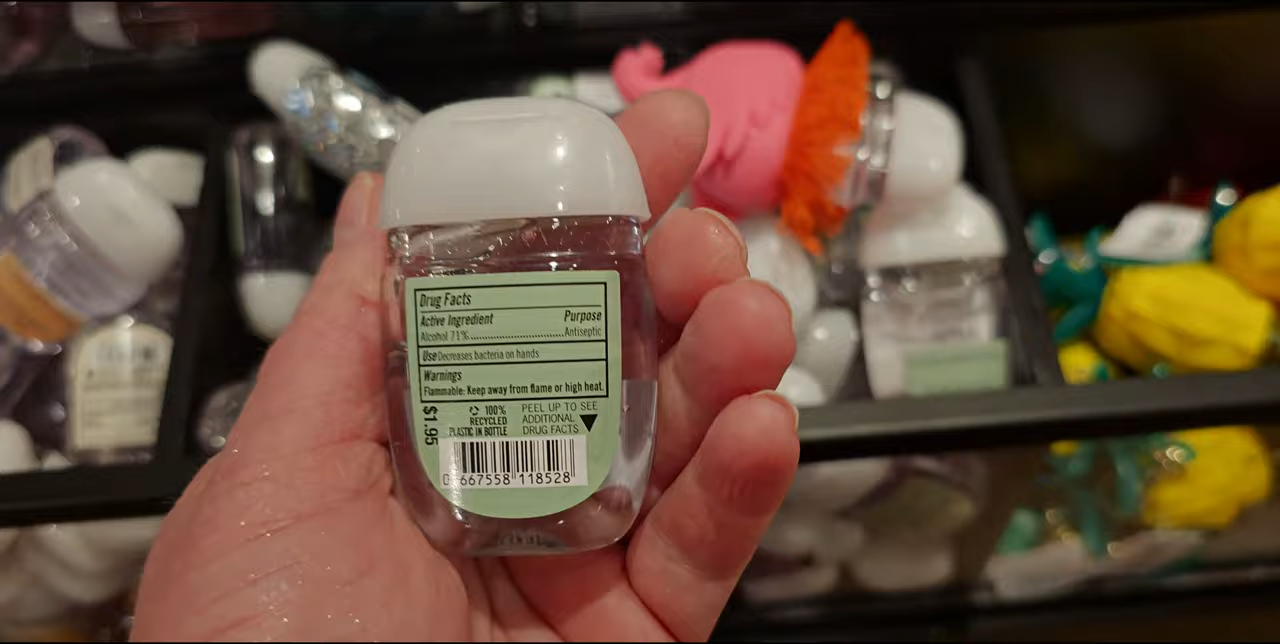 Drug Facts
Active Ingredient Purpose
Alcohol 71%..........................Antiseptic
Use Decreases bacteria on hands
Warnings
Flammable: Keep away from flame or high heat.
$1.95
100%
RECYCLED
PLASTIC IN BOTTLE
PEEL UP TO SEE
ADDITIONAL
DRUG FACTS
0 667558 118528